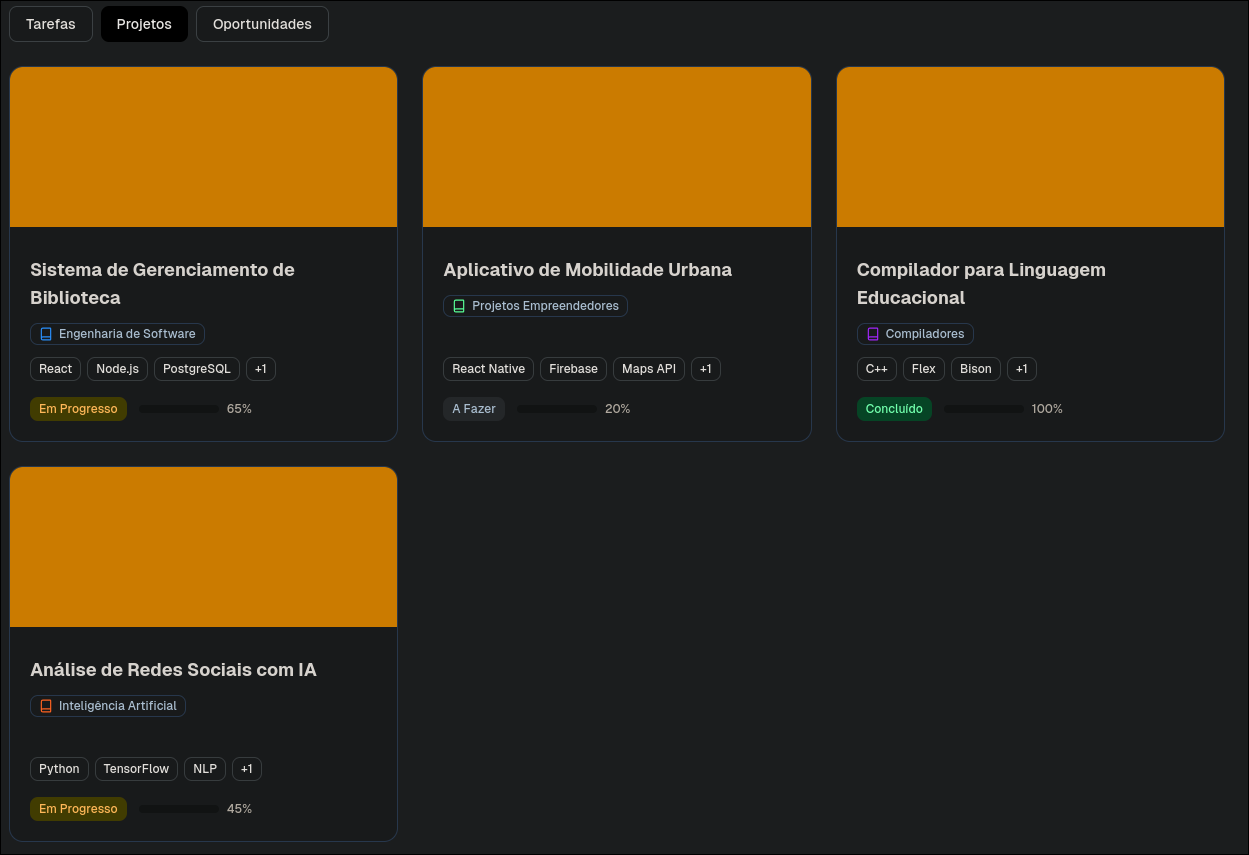 Tarefas Projetos Oportunidades
Sistema de Gerenciamento de
Biblioteca
Engenharia de Software
React Node.js PostgreSQL +1
Em Progresso 65%
Aplicativo de Mobilidade Urbana
Projetos Empreendedores
React Native Firebase Maps API +1
A Fazer 20%
Compilador para Linguagem
Educacional
Compiladores
C++ Flex Bison +1
Concluído 100%
Análise de Redes Sociais com IA
Inteligência Artificial
Python TensorFlow NLP +1
Em Progresso 45%